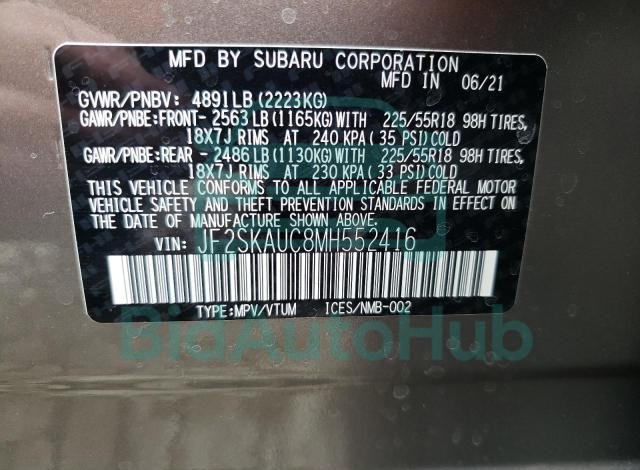 MFD BY SUBARU CORPORATION
MFD IN 06/21
GVWR/PNBV: 4891LB(2223KG)
GAWR/PNBE:FRONT- 2563LB(1165KG)WITH 225/55R18 98H TIRES,
18X7J RIMS AT 240 KPA( 35 PSI)COLD
GAWR/PNBE:REAR - 2486LB(1130KG)WITH 225/55R18 98H TIRES,
18X7J RIMS AT 230 KPA( 33 PSI)COLD
THIS VEHICLE CONFORMS TO ALL APPLICABLE FEDERAL MOTOR
VEHICLE SAFETY AND THEFT PREVENTION STANDARDS IN EFFECT
ON THE DATE OF MANUFACTURE SHOWN ABOVE.
VIN: JF2SKAUC8MH552416
TYPE:MPV/VTUM ICES/NMB-002
BidAutoHub